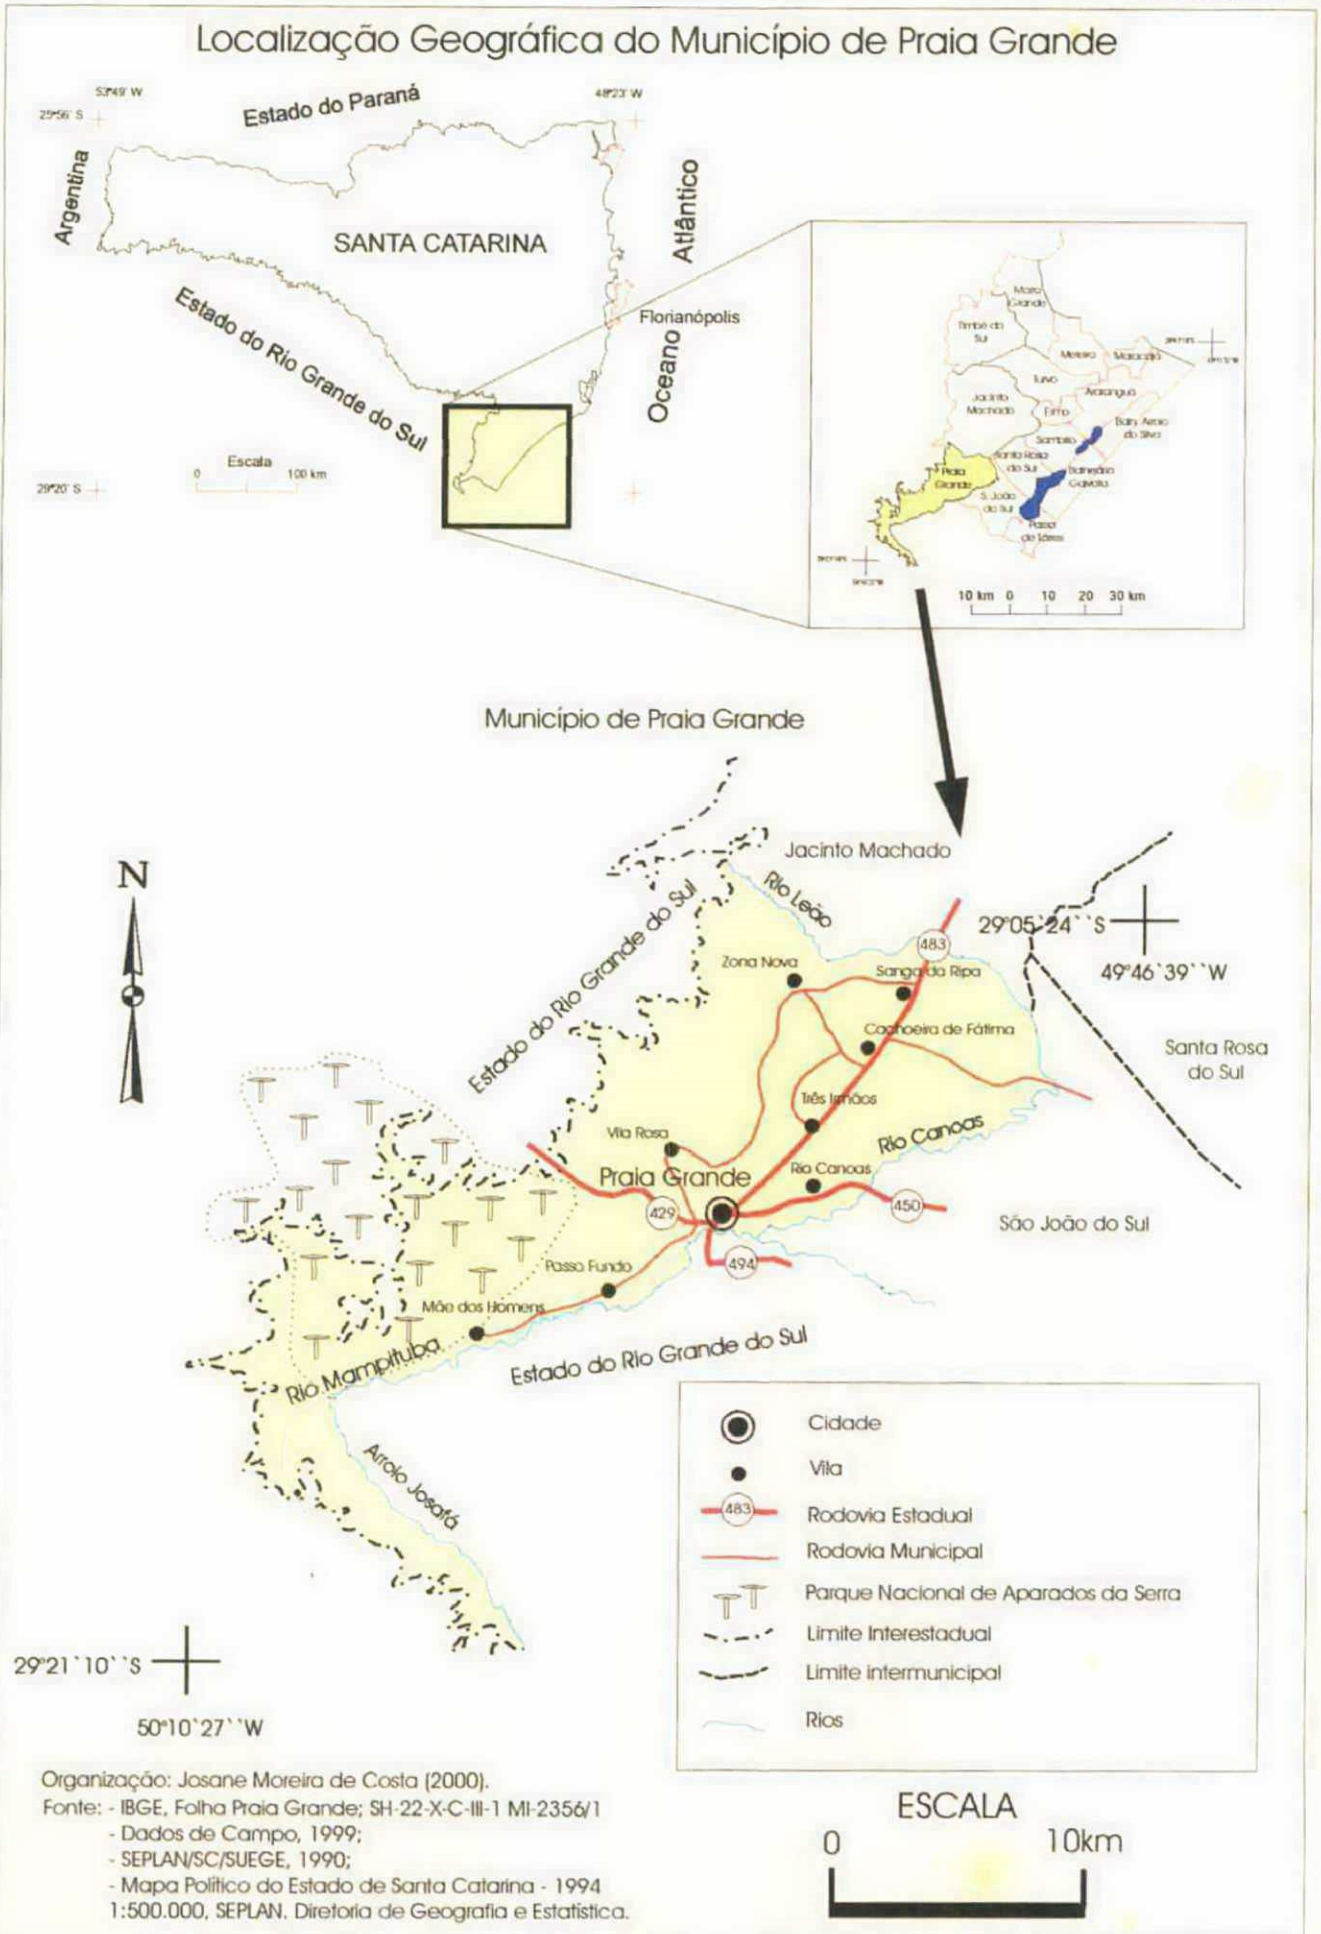 Localização Geográfica do Município de Praia Grande
53°49' W
48°23' W
25°56' S
Estado do Paraná
Argentina
SANTA CATARINA
Atlântico
Oceano
Estado do Rio Grande do Sul
Florianópolis
Escala
0 100 km
29°20' S
Morro Grande
Timbé do Sul
Meleiro
Maracajá
Turvo
Araranguá
Jacinto Machado
Ermo
Baln. Arroio do Silva
Sombrio
Santa Rosa do Sul
Balneário Gaivota
Praia Grande
S. João do Sul
Passo de Torres
10 km 0 10 20 30 km
Município de Praia Grande
N
Jacinto Machado
Rio Leão
Estado do Rio Grande do Sul
483
29°05`24``S
49°46`39``W
Zona Nova
Sanga da Ripa
Cachoeira de Fátima
Santa Rosa
do Sul
Três Irmãos
Vila Rosa
Rio Canoas
Praia Grande
Rio Canoas
429
450
São João do Sul
494
Passo Fundo
Mãe dos Homens
Rio Mampituba
Estado do Rio Grande do Sul
Arroio Josafá
Cidade
Vila
483
Rodovia Estadual
Rodovia Municipal
Parque Nacional de Aparados da Serra
Limite Interestadual
Limite intermunicipal
Rios
29°21`10``S
50°10`27``W
Organização: Josane Moreira de Costa (2000).
Fonte: - IBGE, Folha Praia Grande; SH-22-X-C-III-1 MI-2356/1
- Dados de Campo, 1999;
- SEPLAN/SC/SUEGE, 1990;
- Mapa Político do Estado de Santa Catarina - 1994
1:500.000, SEPLAN. Diretoria de Geografia e Estatística.
ESCALA
0 10km